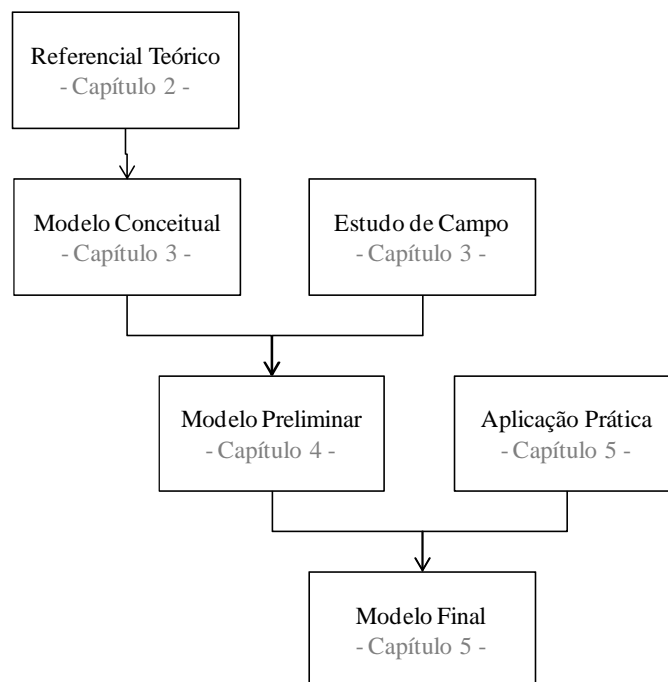 Referencial Teórico
- Capítulo 2 -
Modelo Conceitual
- Capítulo 3 -
Estudo de Campo
- Capítulo 3 -
Modelo Preliminar
- Capítulo 4 -
Aplicação Prática
- Capítulo 5 -
Modelo Final
- Capítulo 5 -